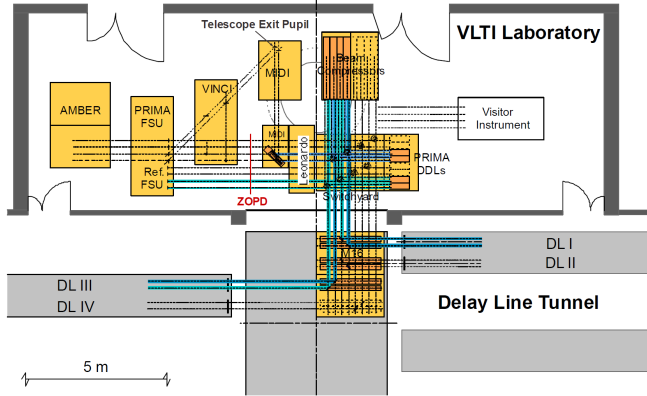 Telescope Exit Pupil
VLTI Laboratory
Beam
Compressors
MIDI
VINCI
AMBER
PRIMA
FSU
Visitor
Instrument
MIDI
Leonardo
PRIMA
DDLs
Ref.
FSU
ZOPD
Switchyard
M16
DL I
DL II
DL III
DL IV
Delay Line Tunnel
5 m